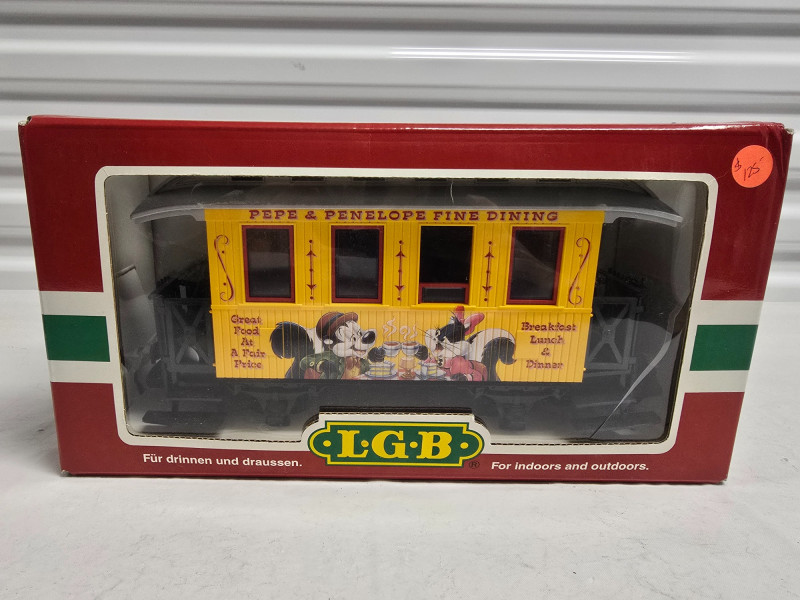 $125
PEPE & PENELOPE FINE DINING
Great
Food
At
A Fair
Price
Breakfast
Lunch
&
Dinner
·L·G·B·®
Für drinnen und draussen.
For indoors and outdoors.